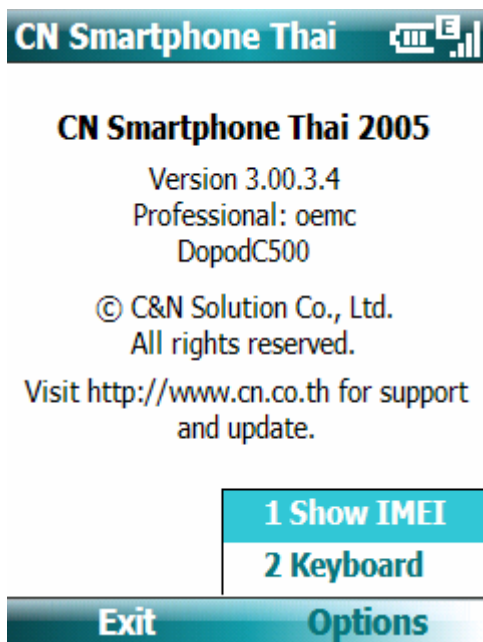 CN Smartphone Thai
E
CN Smartphone Thai 2005
Version 3.00.3.4
Professional: oemc
DopodC500
© C&N Solution Co., Ltd.
All rights reserved.
Visit http://www.cn.co.th for support
and update.
1 Show IMEI
2 Keyboard
Exit
Options